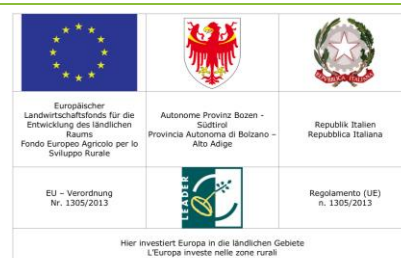 Europäischer
Landwirtschaftsfonds für die
Entwicklung des ländlichen
Raums
Fondo Europeo Agricolo per lo
Sviluppo Rurale
Autonome Provinz Bozen -
Südtirol
Provincia Autonoma di Bolzano –
Alto Adige
Republik Italien
Repubblica Italiana
EU – Verordnung
Nr. 1305/2013
LEADER
Regolamento (UE)
n. 1305/2013
Hier investiert Europa in die ländlichen Gebiete
L'Europa investe nelle zone rurali